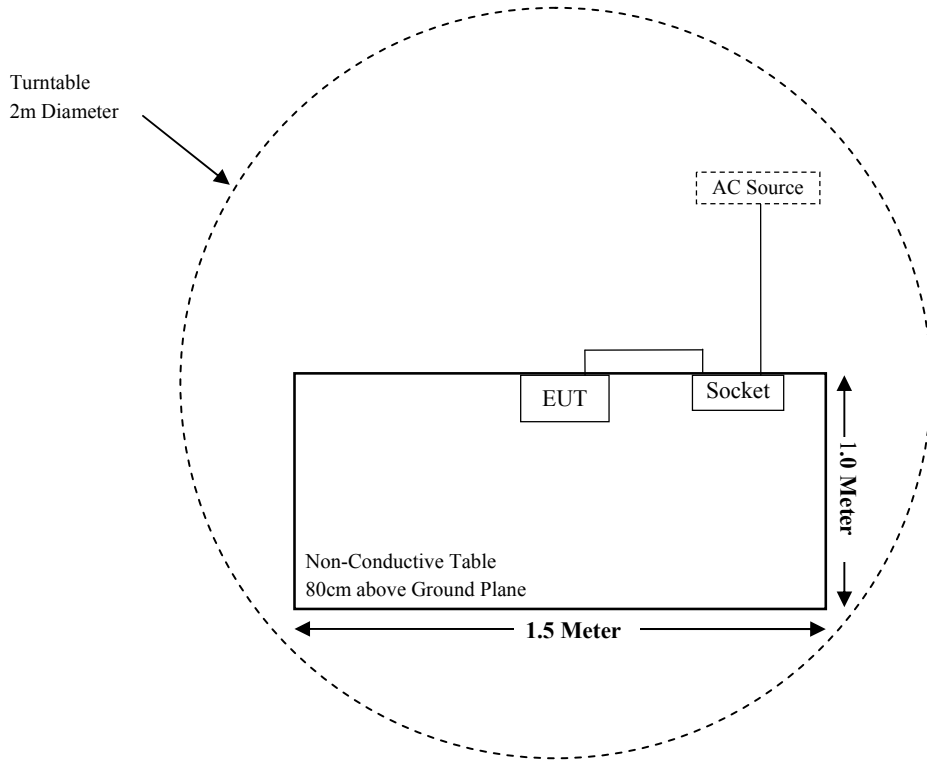 Turntable
2m Diameter
AC Source
EUT
Socket
1.0 Meter
Non-Conductive Table
80cm above Ground Plane
1.5 Meter